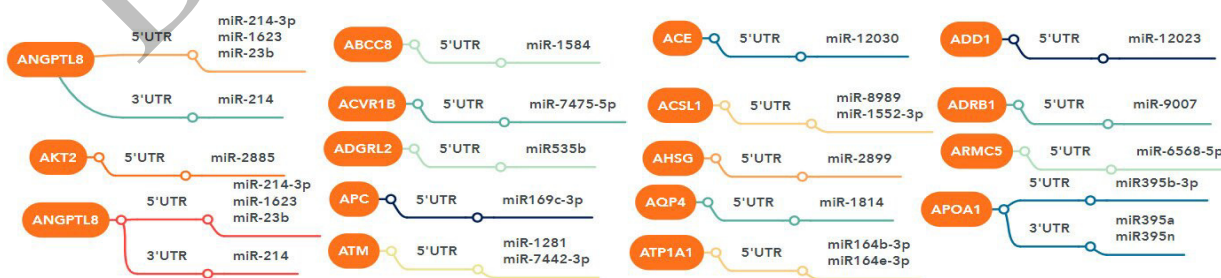 ANGPTL8
5'UTR
miR-214-3p
miR-1623
miR-23b
3'UTR
miR-214
AKT2
5'UTR
miR-2885
ANGPTL8
5'UTR
miR-214-3p
miR-1623
miR-23b
3'UTR
miR-214
ABCC8
5'UTR
miR-1584
ACVR1B
5'UTR
miR-7475-5p
ADGRL2
5'UTR
miR535b
APC
5'UTR
miR169c-3p
ATM
5'UTR
miR-1281
miR-7442-3p
ACE
5'UTR
miR-12030
ACSL1
5'UTR
miR-8989
miR-1552-3p
AHSG
5'UTR
miR-2899
AQP4
5'UTR
miR-1814
ATP1A1
5'UTR
miR164b-3p
miR164e-3p
ADD1
5'UTR
miR-12023
ADRB1
5'UTR
miR-9007
ARMC5
5'UTR
miR-6568-5p
APOA1
5'UTR
miR395b-3p
3'UTR
miR395a
miR395n